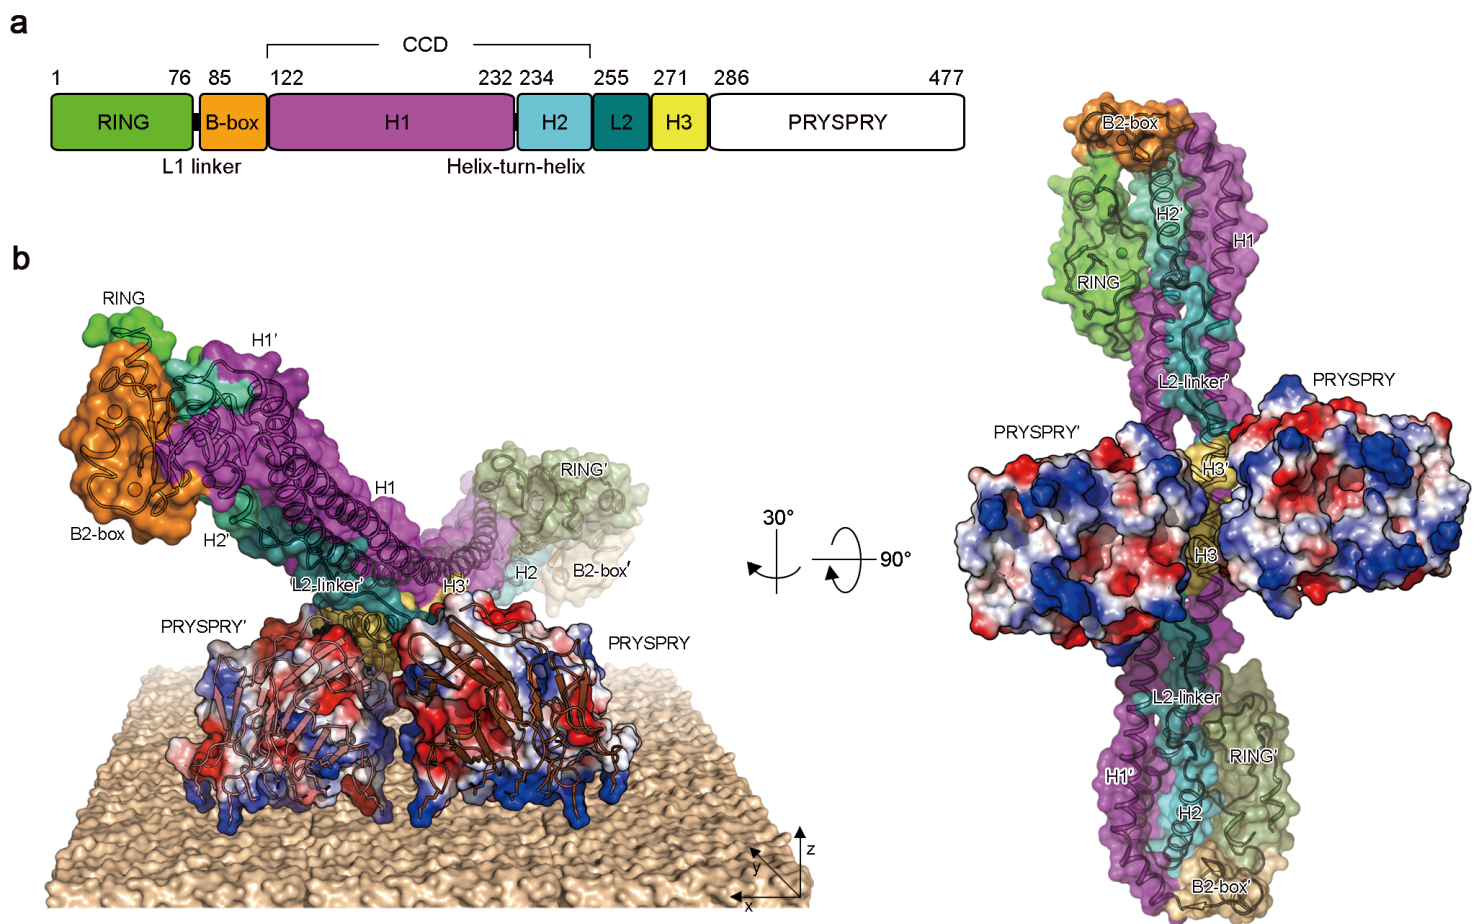 a
CCD
1 76 85 122 232 234 255 271 286 477
RING B-box H1 H2 L2 H3 PRYSPRY
L1 linker Helix-turn-helix
b
RING
H1’
H1
RING’
B2-box
H2’
L2-linker’
H3’
H2
B2-box’
PRYSPRY’
PRYSPRY
z
y
x
30°
90°
B2-box
H2’
H1
RING
L2-linker’
PRYSPRY
PRYSPRY’
H3’
H3
L2-linker
RING’
H1’
H2
B2-box’